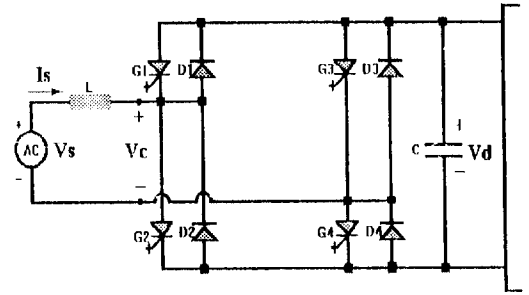 G1
D1
G3
D3
Is
L
+
+
AC
Vs
Vc
+
C
Vd
-
-
-
G2
D2
G4
D4